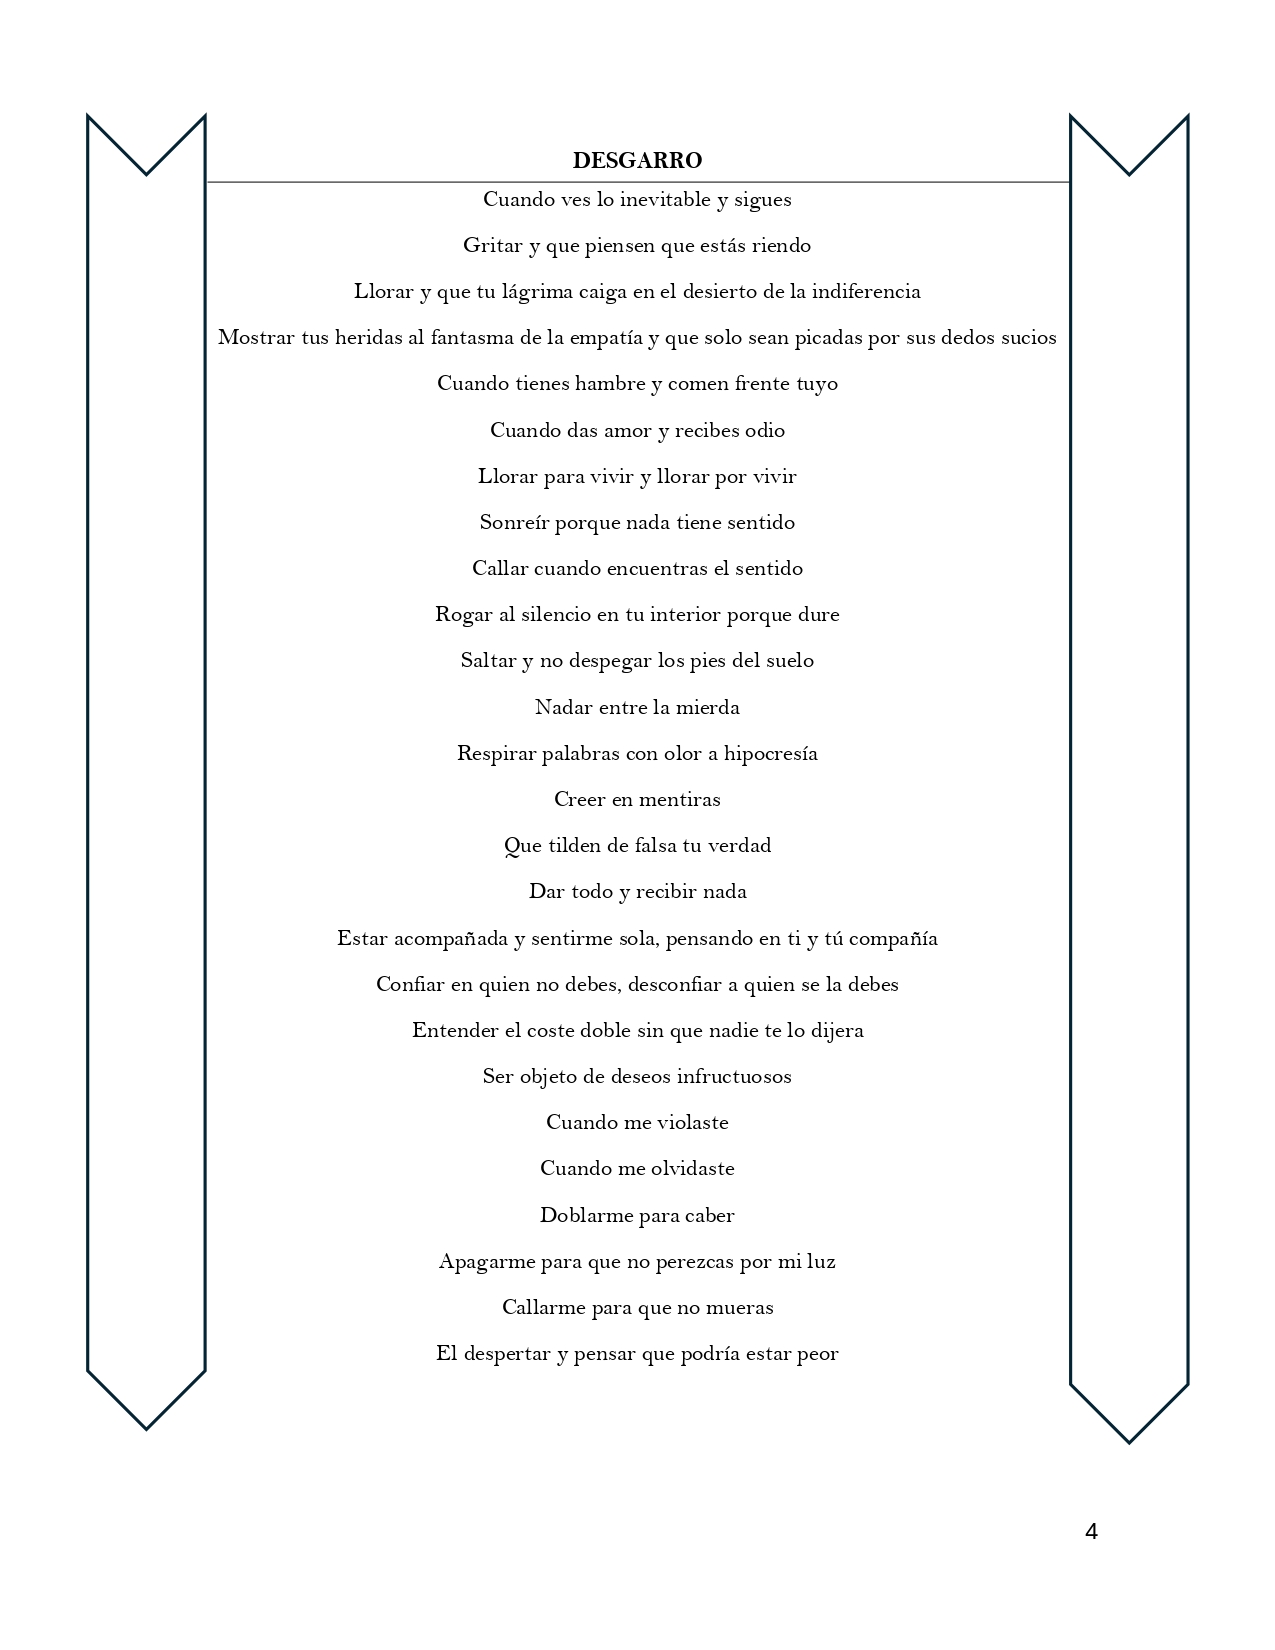 DESGARRO
Cuando ves lo inevitable y sigues
Gritar y que piensen que estás riendo
Llorar y que tu lágrima caiga en el desierto de la indiferencia
Mostrar tus heridas al fantasma de la empatía y que solo sean picadas por sus dedos sucios
Cuando tienes hambre y comen frente tuyo
Cuando das amor y recibes odio
Llorar para vivir y llorar por vivir
Sonreír porque nada tiene sentido
Callar cuando encuentras el sentido
Rogar al silencio en tu interior porque dure
Saltar y no despegar los pies del suelo
Nadar entre la mierda
Respirar palabras con olor a hipocresía
Creer en mentiras
Que tilden de falsa tu verdad
Dar todo y recibir nada
Estar acompañada y sentirme sola, pensando en ti y tú compañía
Confiar en quien no debes, desconfiar a quien se la debes
Entender el coste doble sin que nadie te lo dijera
Ser objeto de deseos infructuosos
Cuando me violaste
Cuando me olvidaste
Doblarme para caber
Apagarme para que no perezcas por mi luz
Callarme para que no mueras
El despertar y pensar que podría estar peor
4